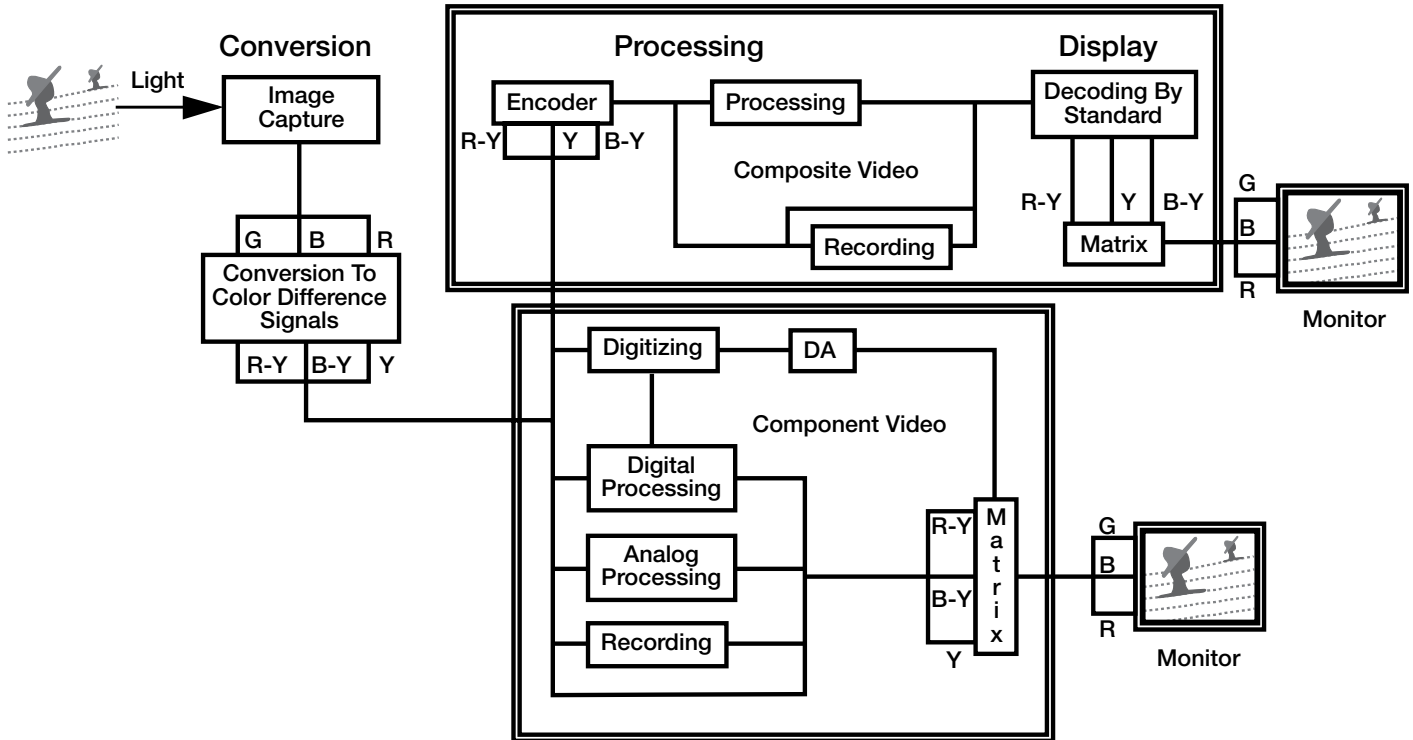 Conversion
Processing
Display
Light
Image
Capture
Encoder
Processing
Decoding By
Standard
R-Y
Y
B-Y
Composite Video
R-Y
Y
B-Y
Recording
Matrix
G
B
R
Monitor
G
B
R
Conversion To
Color Difference
Signals
R-Y
B-Y
Y
Digitizing
DA
Component Video
Digital
Processing
Analog
Processing
Recording
R-Y
B-Y
Y
M
a
t
r
i
x
G
B
R
Monitor